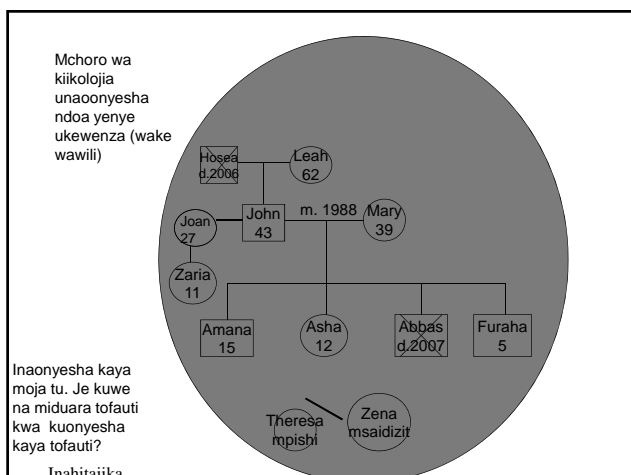 Mchoro wa
kiikolojia
unaoonyesha
ndoa yenye
ukewenza (wake
wawili)
Hosea
d.2006
Leah
62
Joan
27
John
43
m. 1988
Mary
39
Zaria
11
Amana
15
Asha
12
Abbas
d.2007
Furaha
5
Inaonyesha kaya
moja tu. Je kuwe
na miduara tofauti
kwa kuonyesha
kaya tofauti?
Theresa
mpishi
Zena
msaidizit
Inahitajika